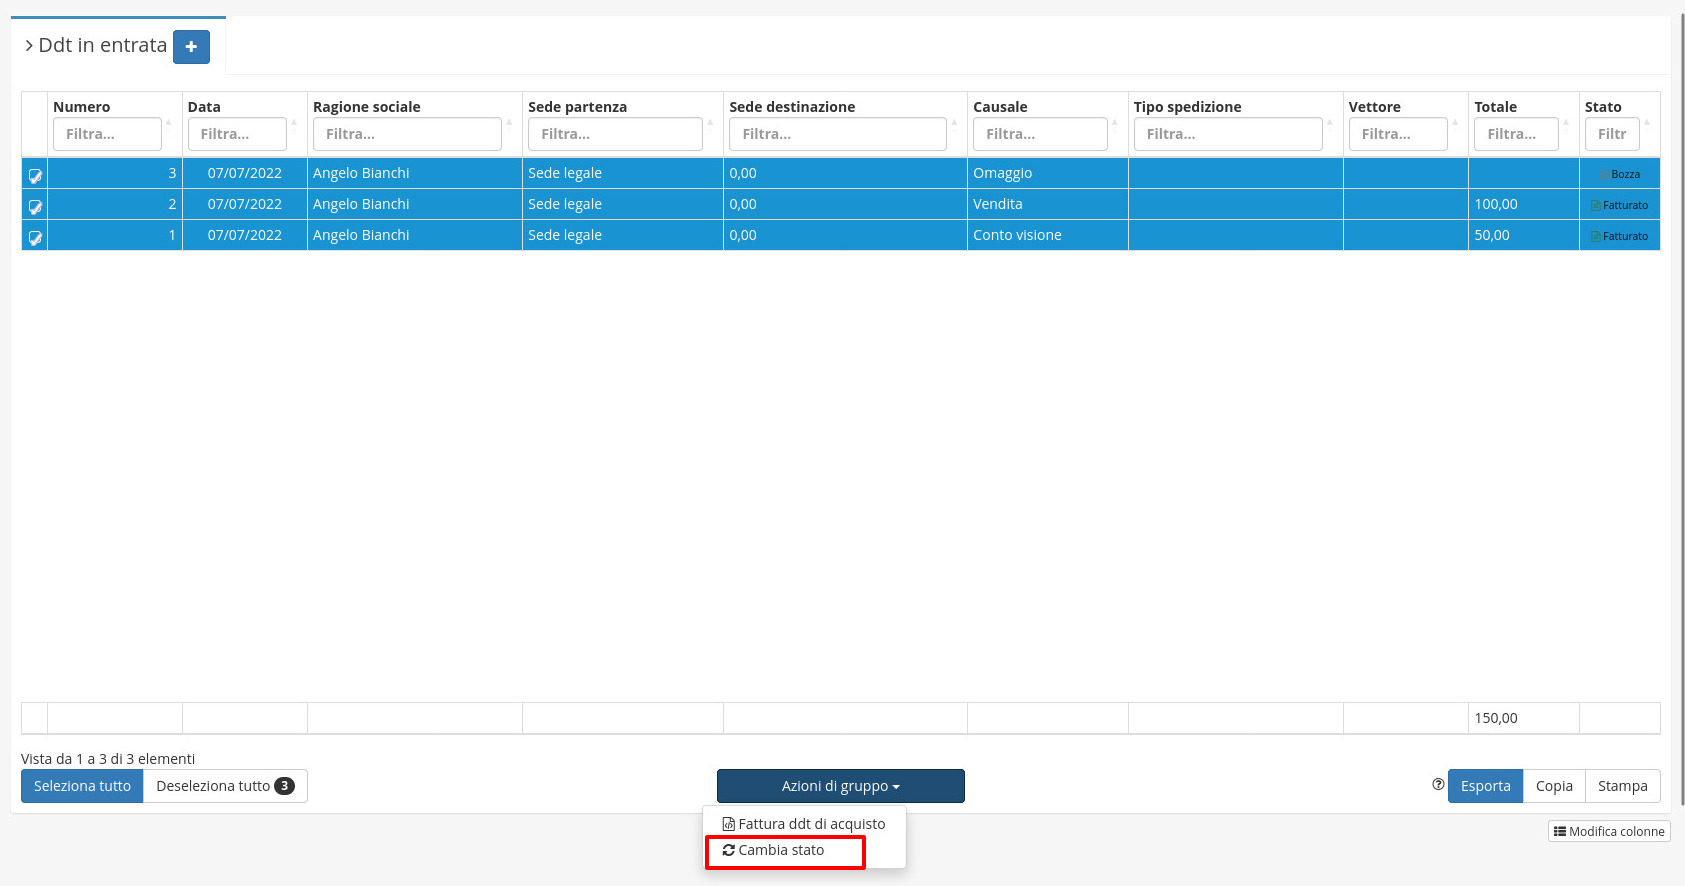 Ddt in entrata
Numero Data Ragione sociale Sede partenza Sede destinazione Causale Tipo spedizione Vettore Totale Stato
Filtra... Filtra... Filtra... Filtra... Filtra... Filtra... Filtra... Filtra... Filtra... Filtr
3 07/07/2022 Angelo Bianchi Sede legale 0,00 Omaggio Bozza
2 07/07/2022 Angelo Bianchi Sede legale 0,00 Vendita 100,00 Fatturato
1 07/07/2022 Angelo Bianchi Sede legale 0,00 Conto visione 50,00 Fatturato
150,00
Vista da 1 a 3 di 3 elementi
Seleziona tutto Deseleziona tutto 3 Azioni di gruppo Esporta Copia Stampa
Fattura ddt di acquisto
Modifica colonne
Cambia stato